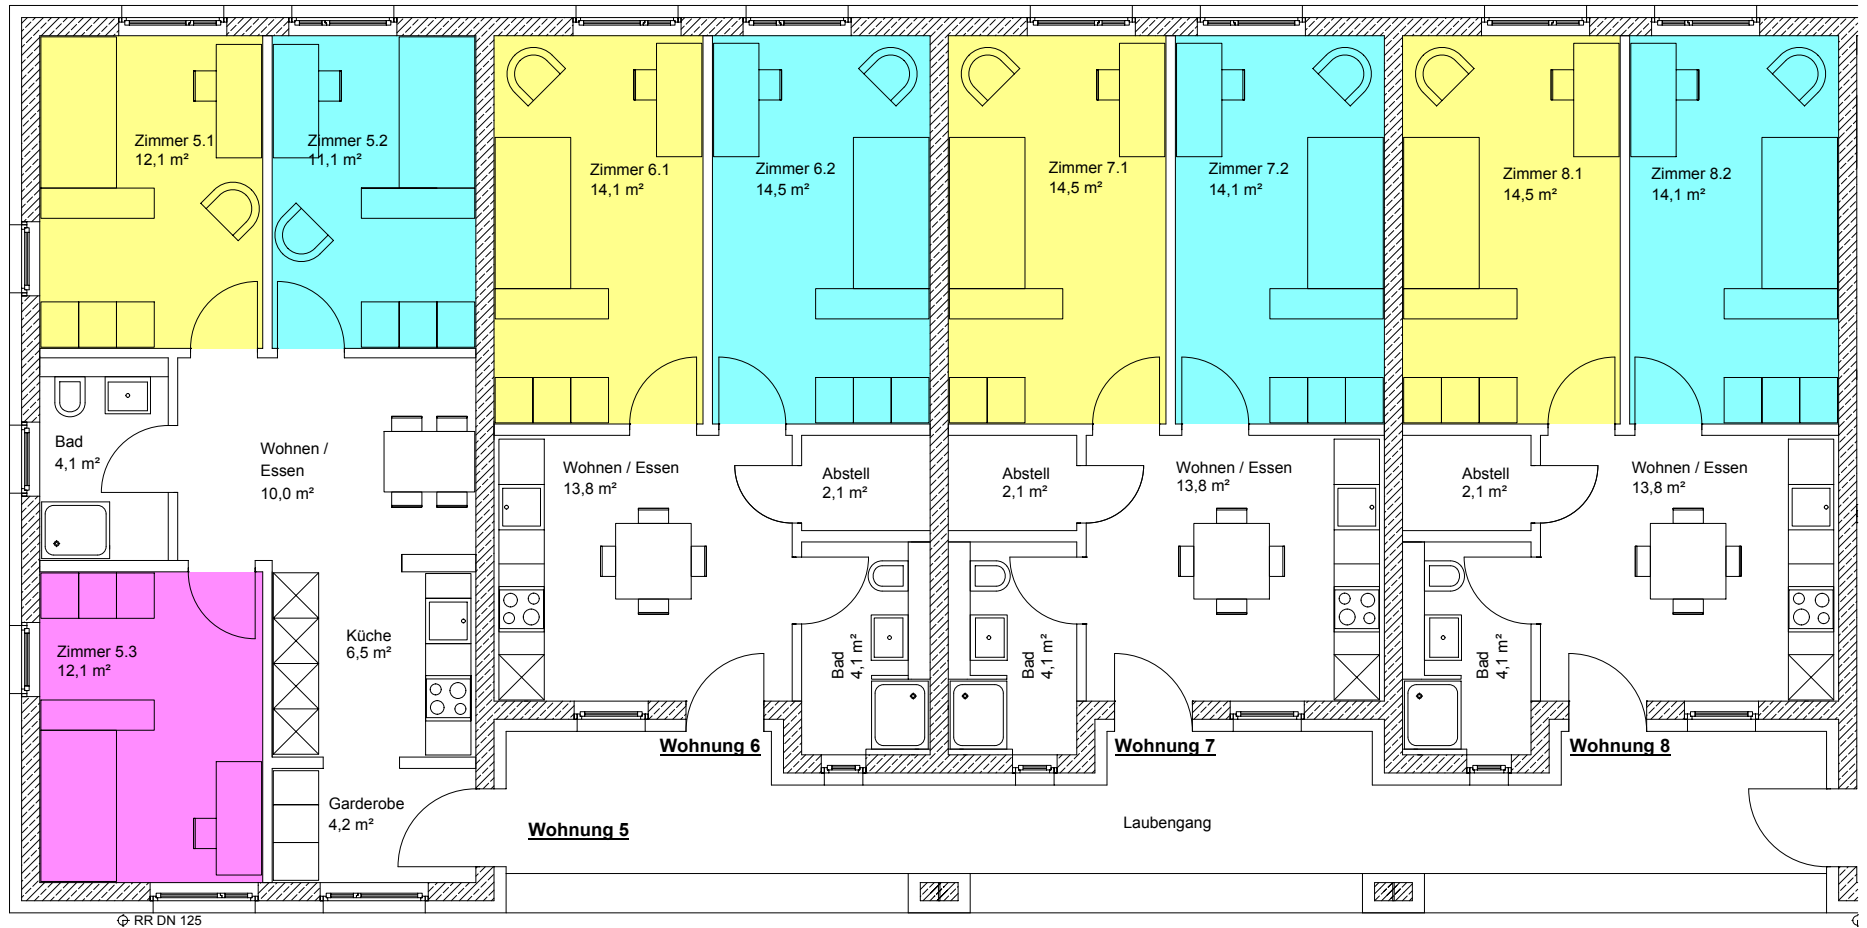 Zimmer 5.1
12,1 m²
Zimmer 5.2
11,1 m²
Zimmer 6.1
14,1 m²
Zimmer 6.2
14,5 m²
Zimmer 7.1
14,5 m²
Zimmer 7.2
14,1 m²
Zimmer 8.1
14,5 m²
Zimmer 8.2
14,1 m²
Bad
4,1 m²
Wohnen /
Essen
10,0 m²
Wohnen / Essen
13,8 m²
Abstell
2,1 m²
Abstell
2,1 m²
Wohnen / Essen
13,8 m²
Abstell
2,1 m²
Wohnen / Essen
13,8 m²
Zimmer 5.3
12,1 m²
Küche
6,5 m²
Bad
4,1 m²
Bad
4,1 m²
Bad
4,1 m²
Wohnung 6
Wohnung 7
Wohnung 8
Garderobe
4,2 m²
Wohnung 5
Laubengang
RR DN 125